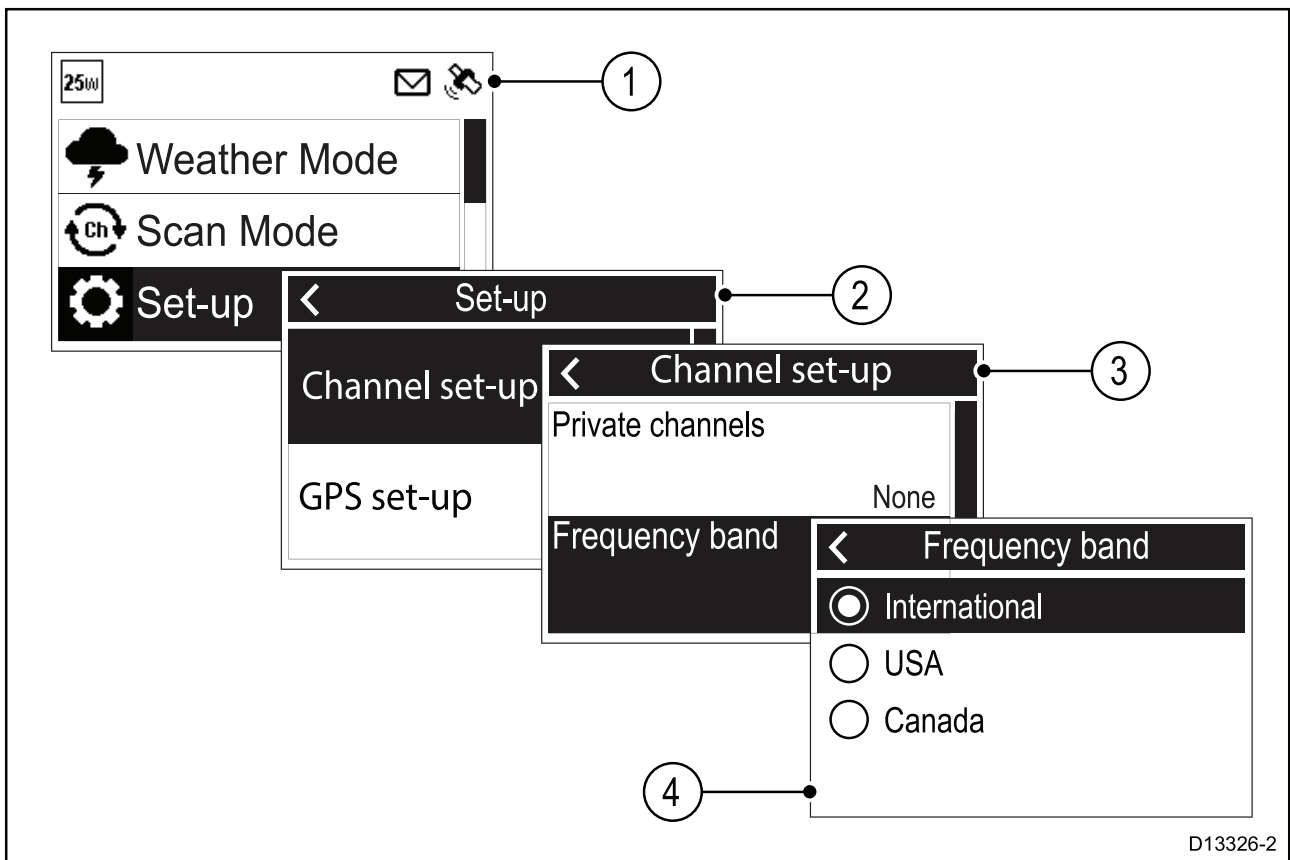 25W
1
Weather Mode
Ch
Scan Mode
Set-up
Set-up
2
Channel set-up
GPS set-up
Channel set-up
3
Private channels
None
Frequency band
Frequency band
International
USA
Canada
4
D13326-2